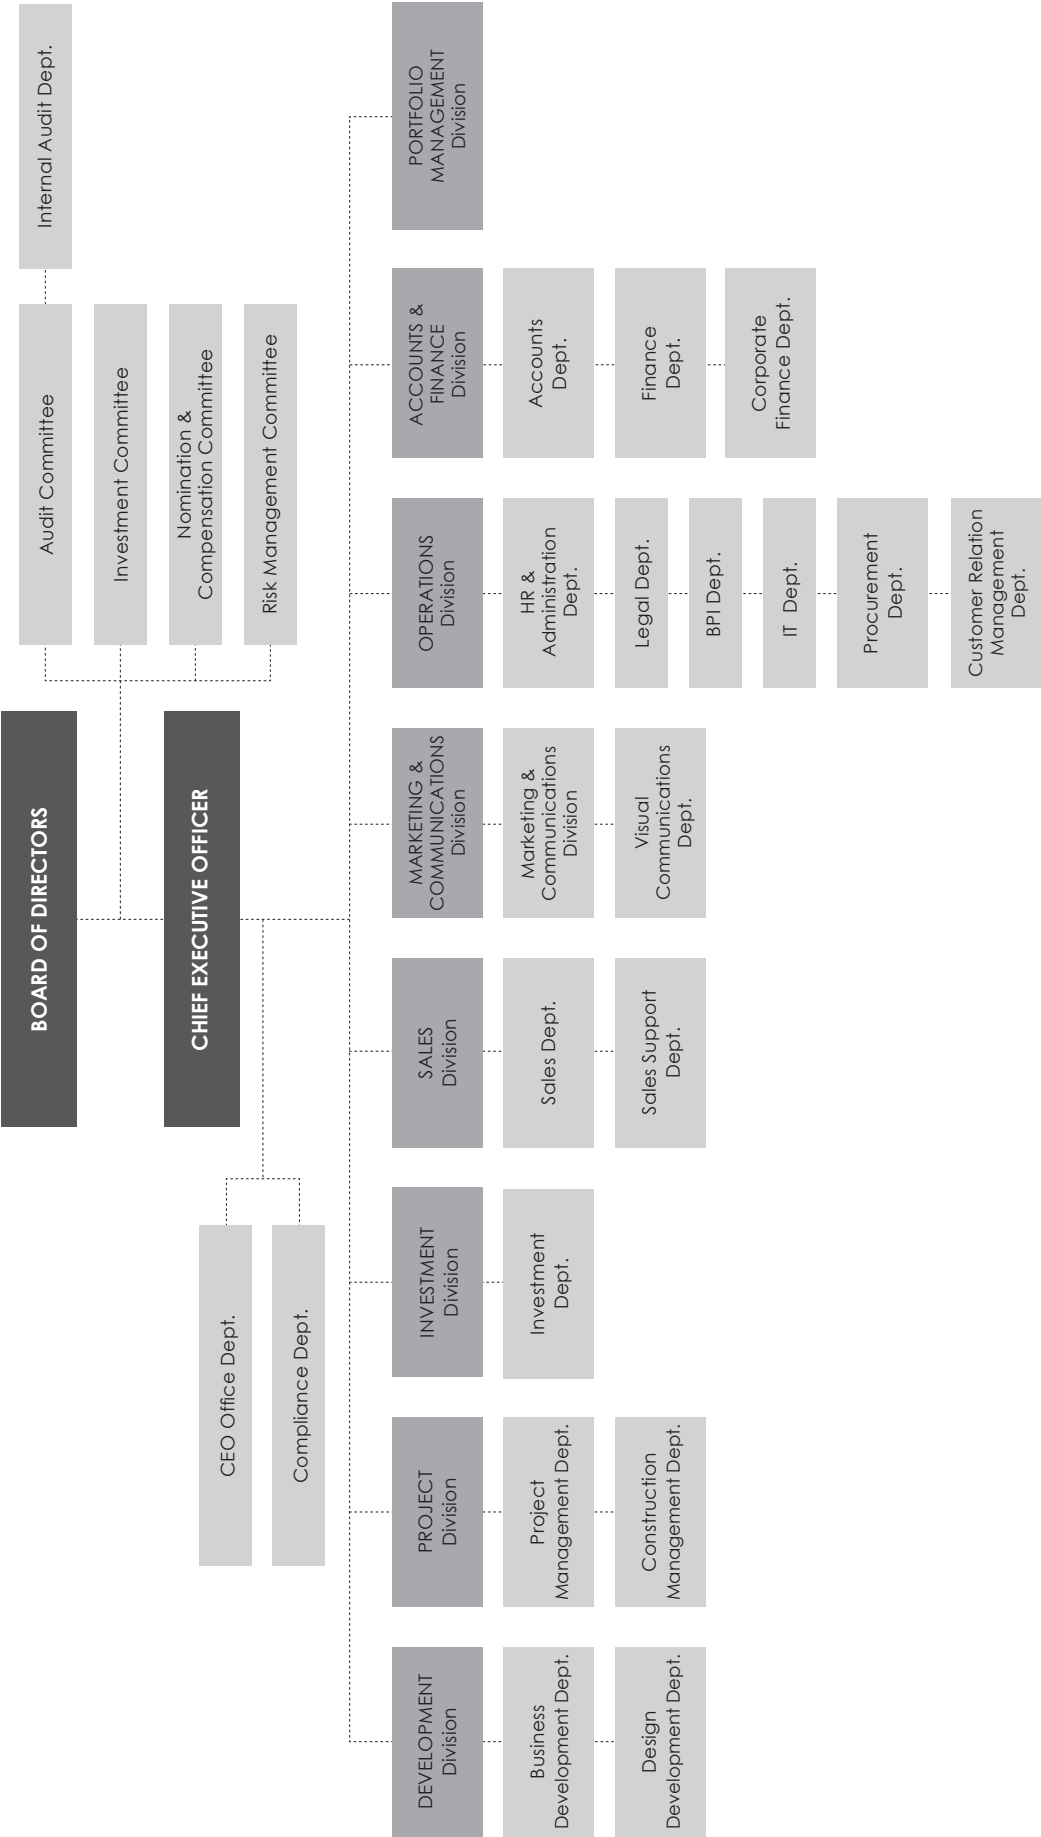 BOARD OF DIRECTORS
Audit Committee
Internal Audit Dept.
Investment Committee
Nomination &
Compensation Committee
Risk Management Committee
CHIEF EXECUTIVE OFFICER
CEO Office Dept.
Compliance Dept.
DEVELOPMENT
Division
Business
Development Dept.
Design
Development Dept.
PROJECT
Division
Project
Management Dept.
Construction
Management Dept.
INVESTMENT
Division
Investment
Dept.
SALES
Division
Sales Dept.
Sales Support
Dept.
MARKETING &
COMMUNICATIONS
Division
Marketing &
Communications
Division
Visual
Communications
Dept.
OPERATIONS
Division
HR &
Administration
Dept.
Legal Dept.
BPI Dept.
IT Dept.
Procurement
Dept.
Customer Relation
Management
Dept.
ACCOUNTS &
FINANCE
Division
Accounts
Dept.
Finance
Dept.
Corporate
Finance Dept.
PORTFOLIO
MANAGEMENT
Division